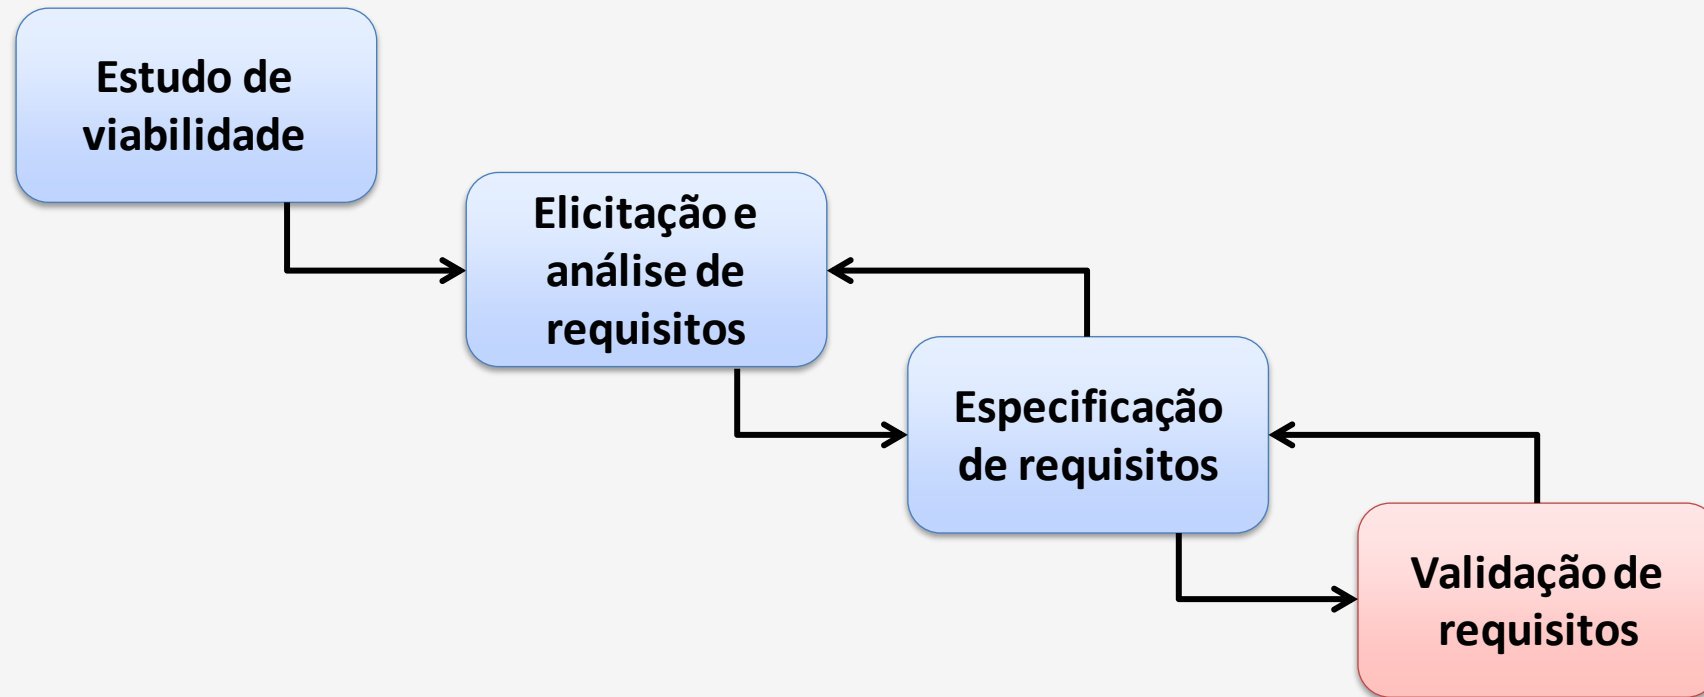 Estudo de
viabilidade
Elicitação e
análise de
requisitos
Especificação
de requisitos
Validação de
requisitos